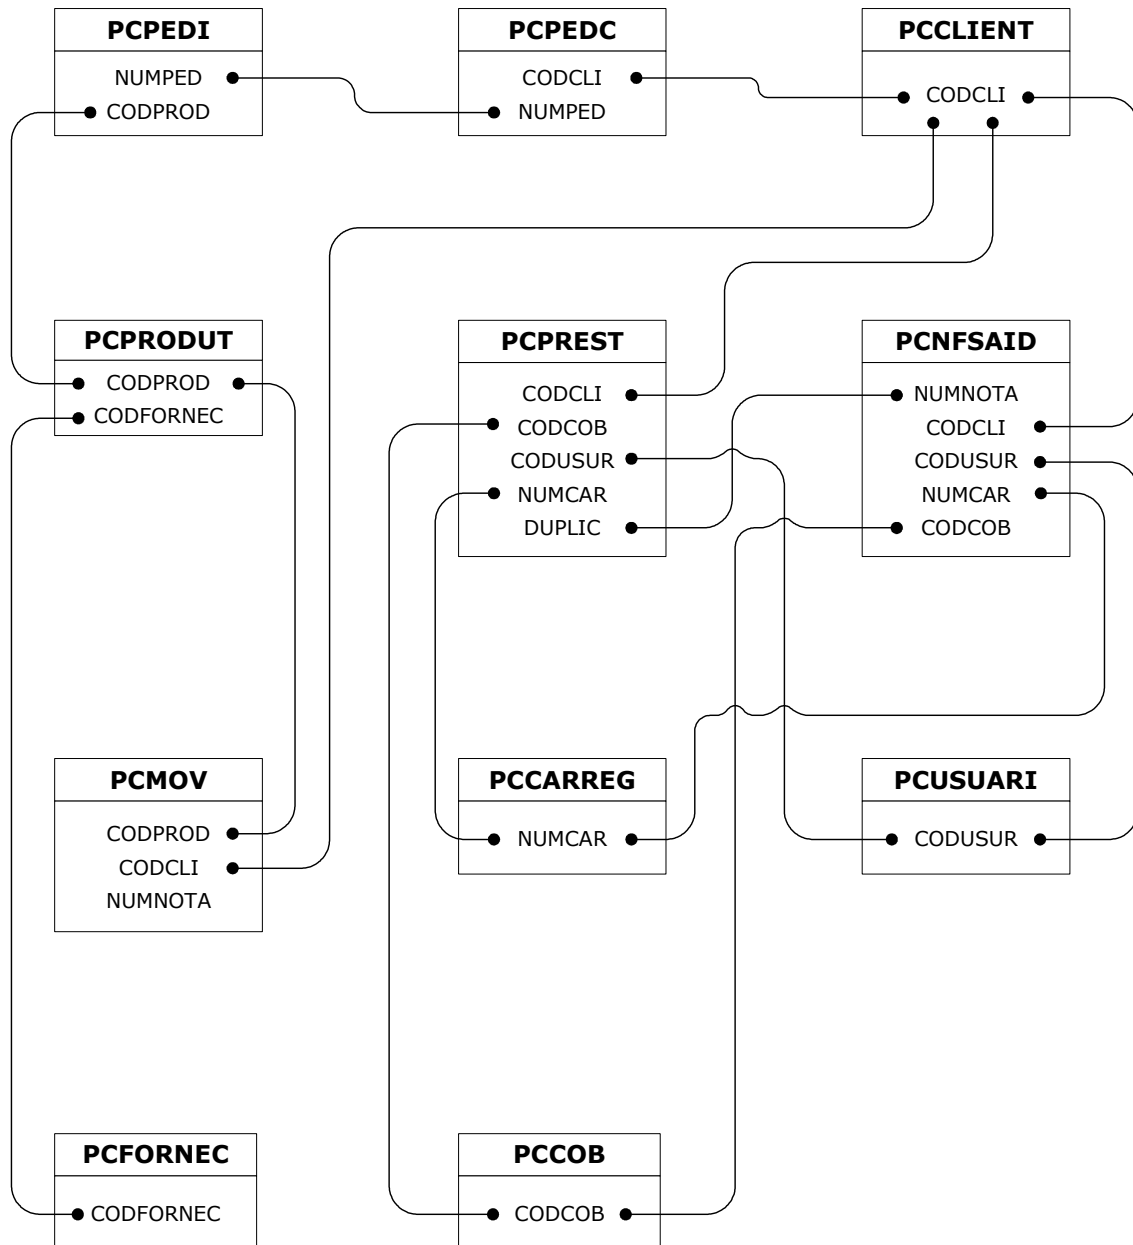 PCPEDI
NUMPED
CODPROD
PCPEDC
CODCLI
NUMPED
PCCLIENT
CODCLI
PCPRODUT
CODPROD
CODFORNEC
PCPREST
CODCLI
CODCOB
CODUSUR
NUMCAR
DUPLIC
PCNFSAID
NUMNOTA
CODCLI
CODUSUR
NUMCAR
CODCOB
PCMOV
CODPROD
CODCLI
NUMNOTA
PCCARREG
NUMCAR
PCUSUARI
CODUSUR
PCFORNEC
CODFORNEC
PCCOB
CODCOB